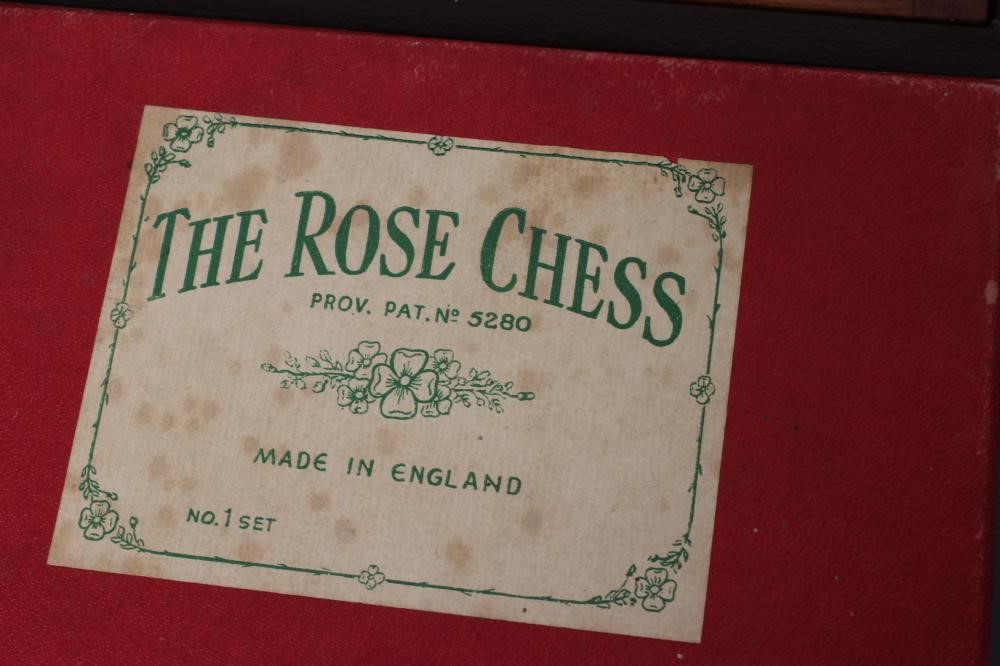 THE ROSE CHESS
PROV. PAT. Nº 5280
MADE IN ENGLAND
NO. 1 SET